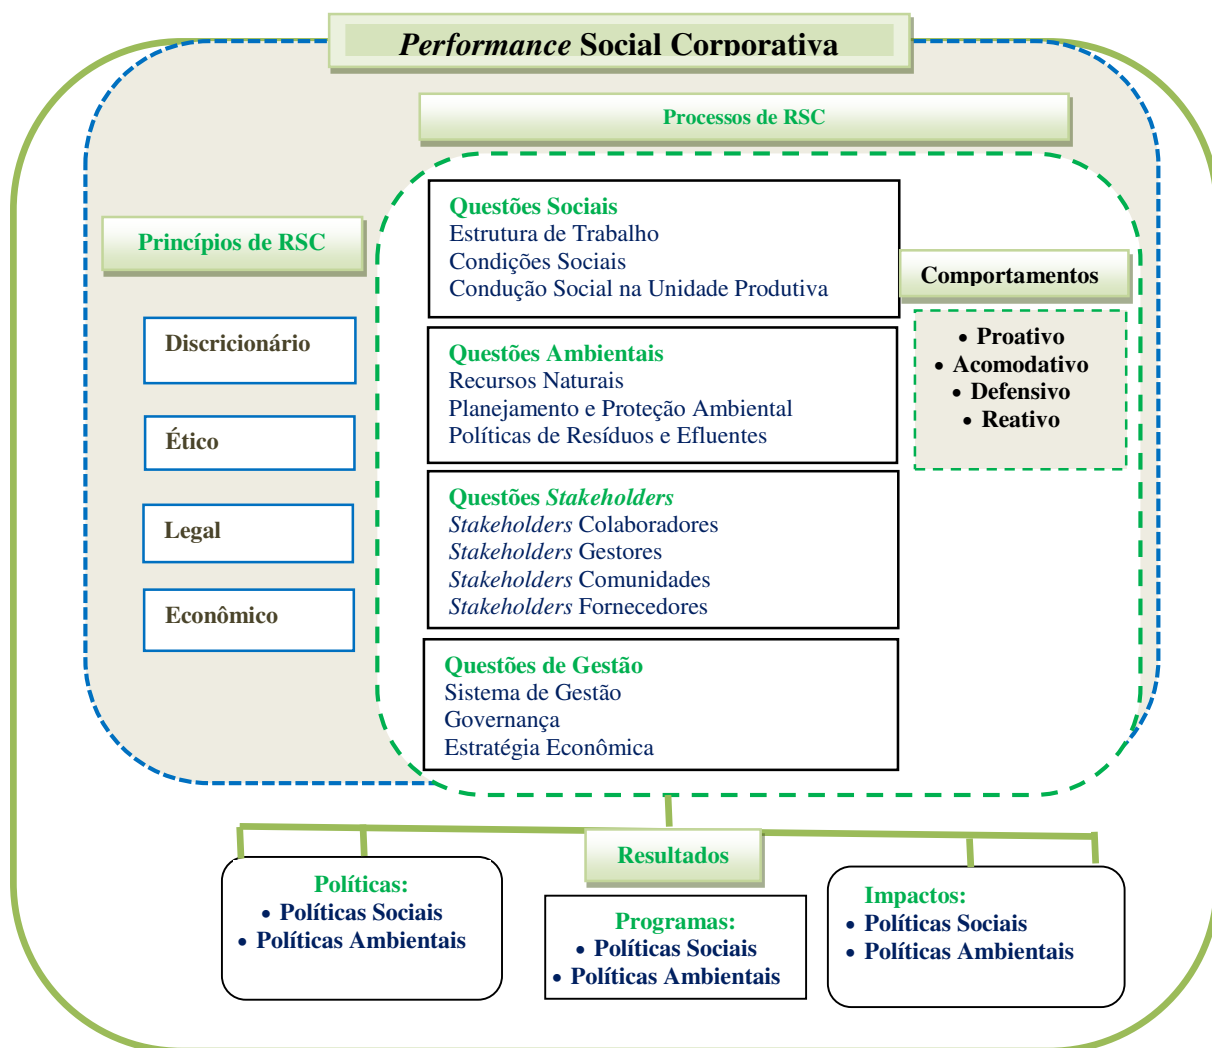 Performance Social Corporativa
Processos de RSC
Princípios de RSC
Discricionário
Ético
Legal
Econômico
Questões Sociais
Estrutura de Trabalho
Condições Sociais
Condução Social na Unidade Produtiva
Questões Ambientais
Recursos Naturais
Planejamento e Proteção Ambiental
Políticas de Resíduos e Efluentes
Questões Stakeholders
Stakeholders Colaboradores
Stakeholders Gestores
Stakeholders Comunidades
Stakeholders Fornecedores
Questões de Gestão
Sistema de Gestão
Governança
Estratégia Econômica
Comportamentos
• Proativo
• Acomodativo
• Defensivo
• Reativo
Resultados
Políticas:
• Políticas Sociais
• Políticas Ambientais
Programas:
• Políticas Sociais
• Políticas Ambientais
Impactos:
• Políticas Sociais
• Políticas Ambientais